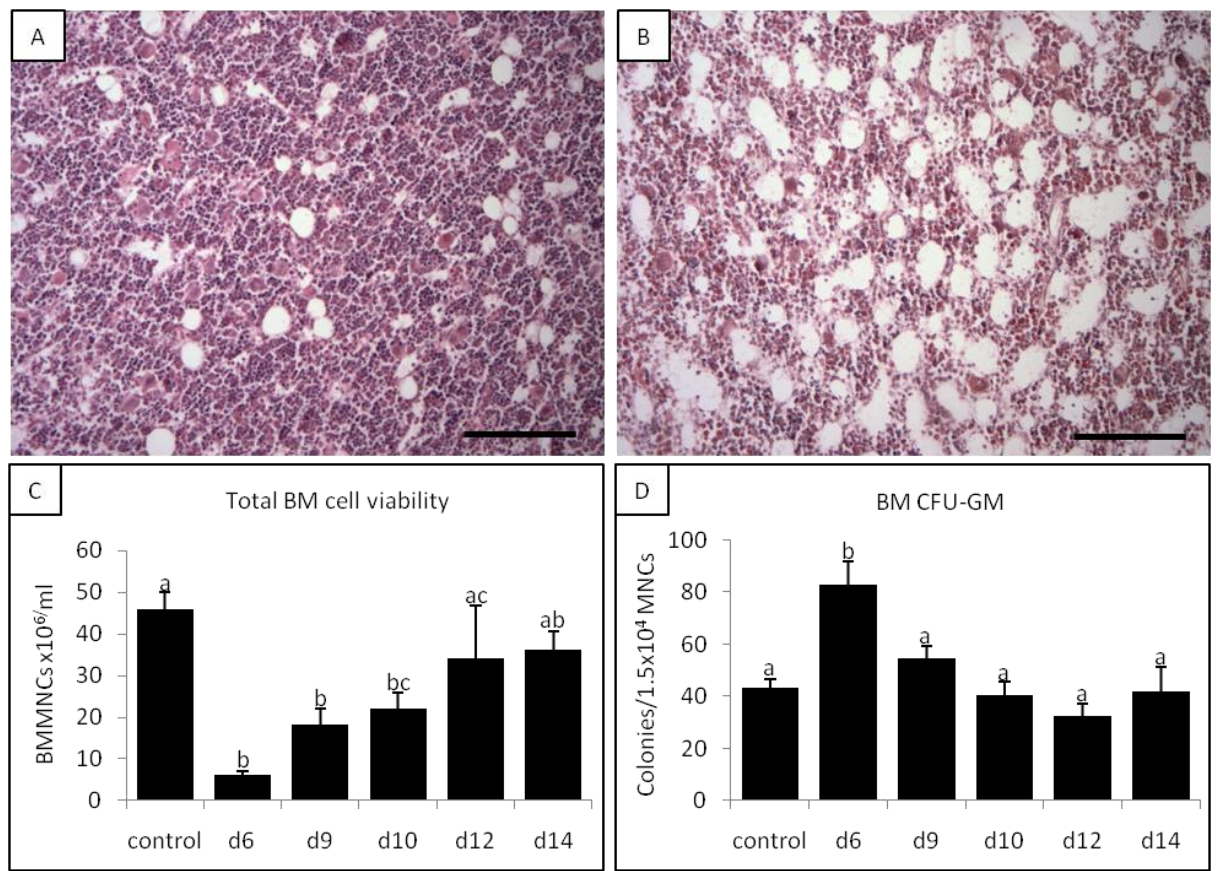 A
B
C
Total BM cell viability
BMMNCs x10⁶/ml
60
50
40
30
20
10
0
a
b
b
bc
ac
ab
control d6 d9 d10 d12 d14
D
BM CFU-GM
Colonies/1.5x10⁴ MNCs
100
80
60
40
20
0
a
b
a
a
a
a
control d6 d9 d10 d12 d14